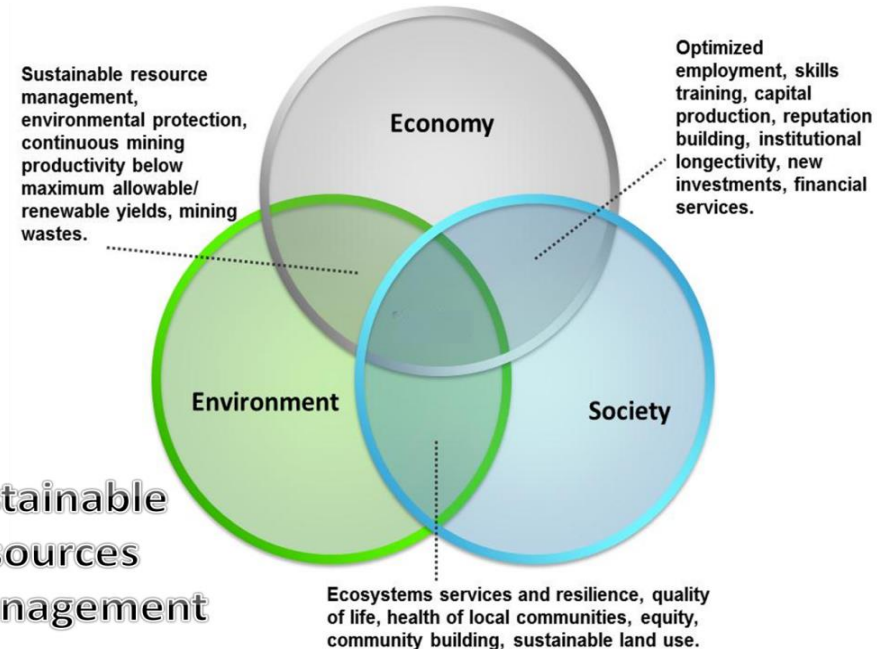 Sustainable resource
management,
environmental protection,
continuous mining
productivity below
maximum allowable/
renewable yields, mining
wastes.
Economy
Optimized
employment, skills
training, capital
production, reputation
building, institutional
longectivity, new
investments, financial
services.
Environment
Society
tainable
sources
nagement
Ecosystems services and resilience, quality
of life, health of local communities, equity,
community building, sustainable land use.